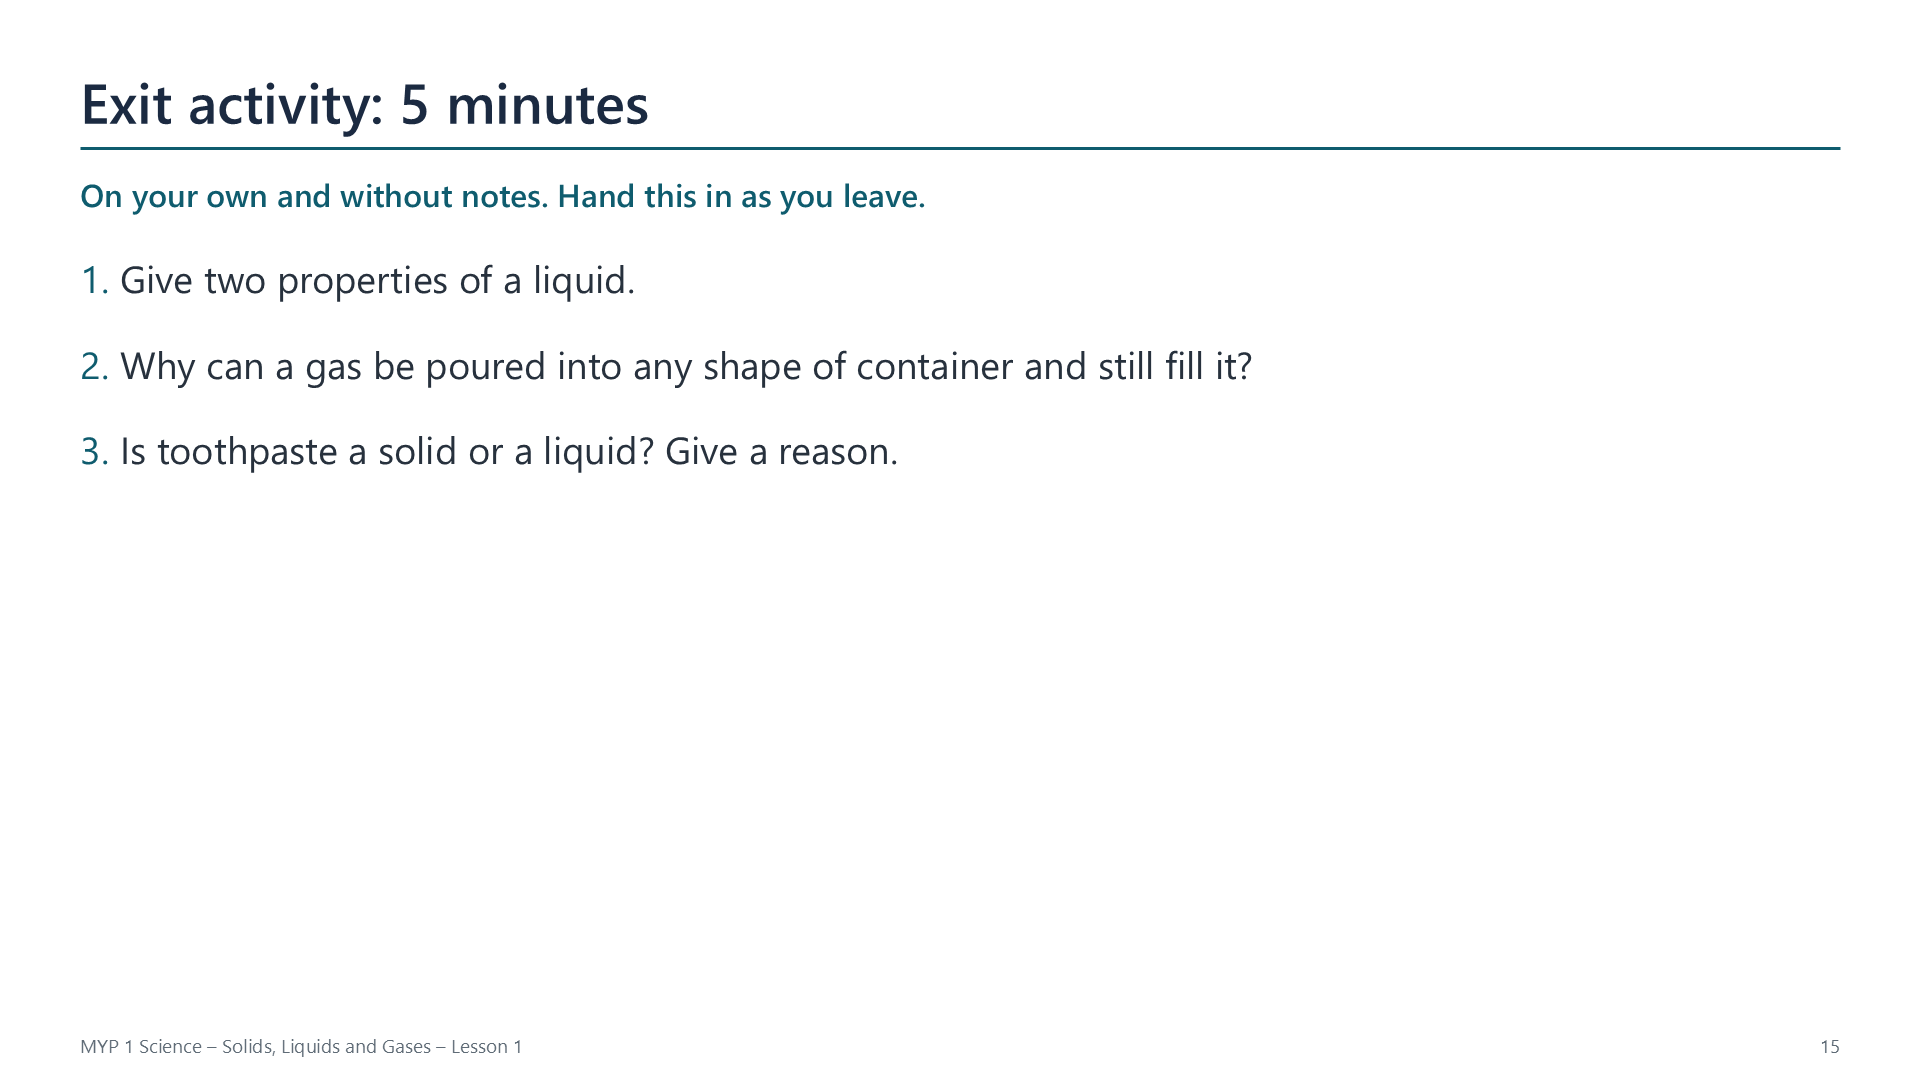 Exit activity: 5 minutes
On your own and without notes. Hand this in as you leave.
1. Give two properties of a liquid.
2. Why can a gas be poured into any shape of container and still fill it?
3. Is toothpaste a solid or a liquid? Give a reason.
MYP 1 Science – Solids, Liquids and Gases – Lesson 1
15